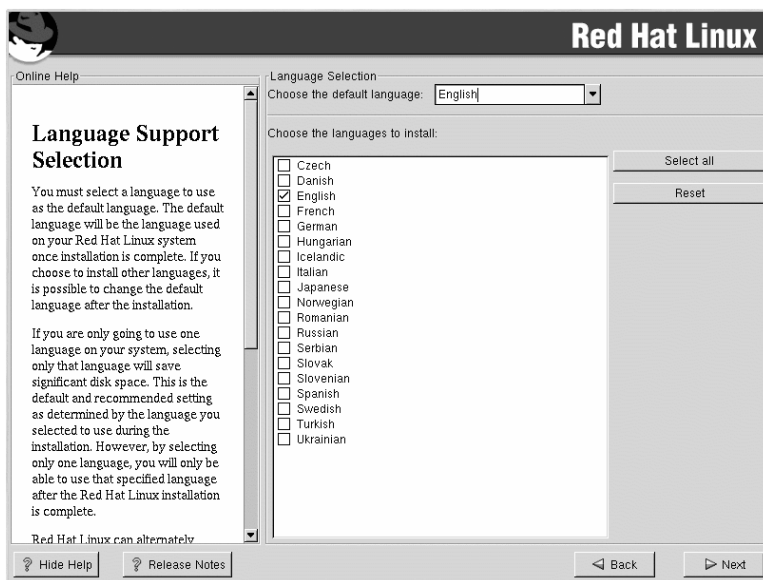 Red Hat Linux
Online Help
Language Support
Selection
You must select a language to use
as the default language. The default
language will be the language used
on your Red Hat Linux system
once installation is complete. If you
choose to install other languages, it
is possible to change the default
language after the installation.
If you are only going to use one
language on your system, selecting
only that language will save
significant disk space. This is the
default and recommended setting
as determined by the language you
selected to use during the
installation. However, by selecting
only one language, you will only be
able to use that specified language
after the Red Hat Linux installation
is complete.
Red Hat Linux can alternately
Language Selection
Choose the default language: English
Choose the languages to install:
Czech
Danish
English
French
German
Hungarian
Icelandic
Italian
Japanese
Norwegian
Romanian
Russian
Serbian
Slovak
Slovenian
Spanish
Swedish
Turkish
Ukrainian
Select all
Reset
Hide Help
Release Notes
Back
Next